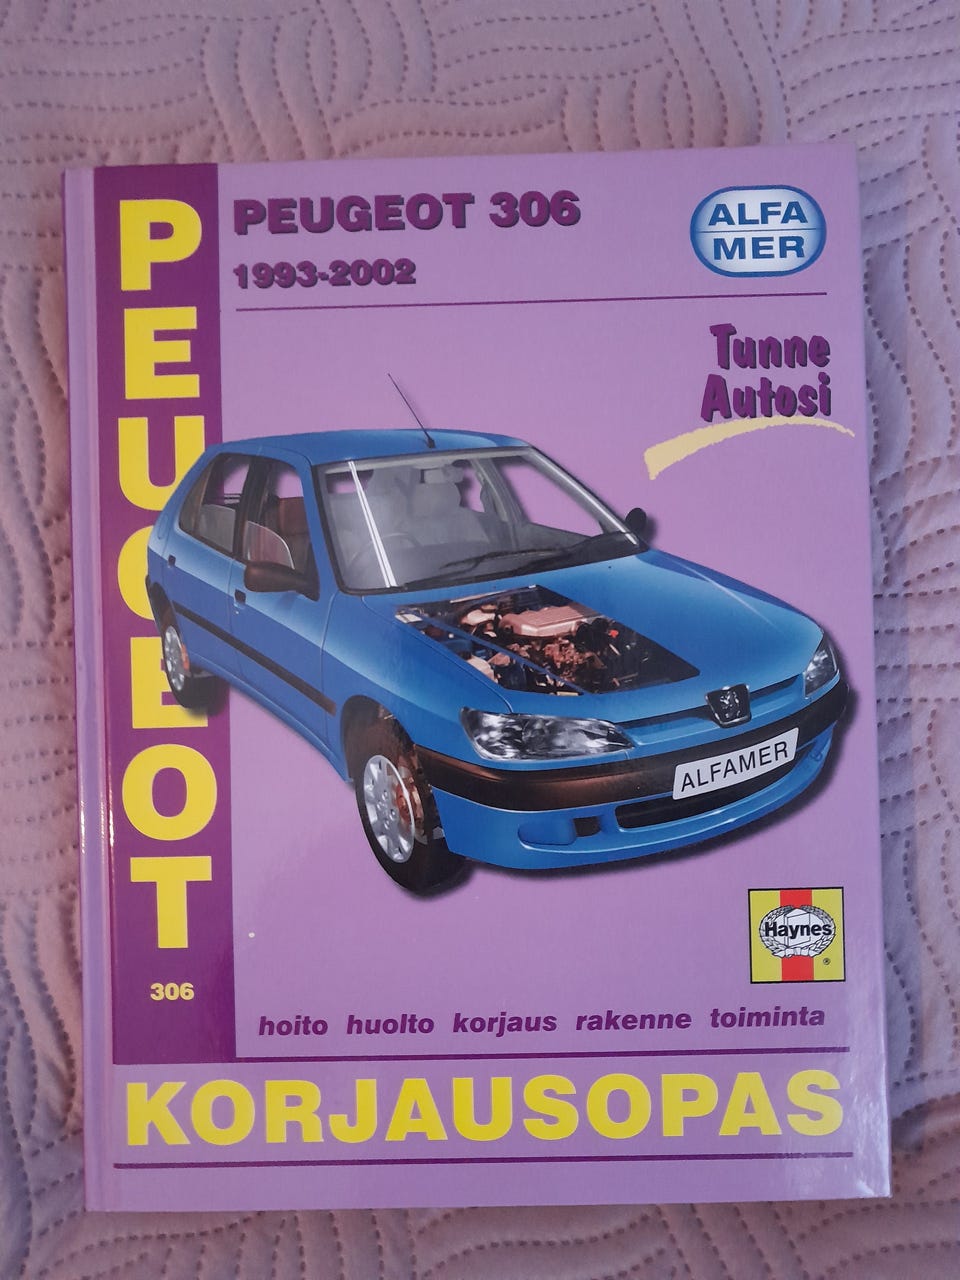 PEUGEOT
PEUGEOT 306
1993-2002
ALFA
MER
Tunne
Autosi
ALFAMER
Haynes
®
306
hoito huolto korjaus rakenne toiminta
KORJAUSOPAS